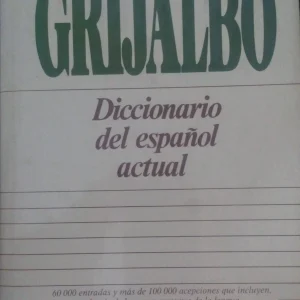 GRIJALBO
Diccionario
del español
actual
60 000 entradas y más de 100 000 acepciones que incluyen,